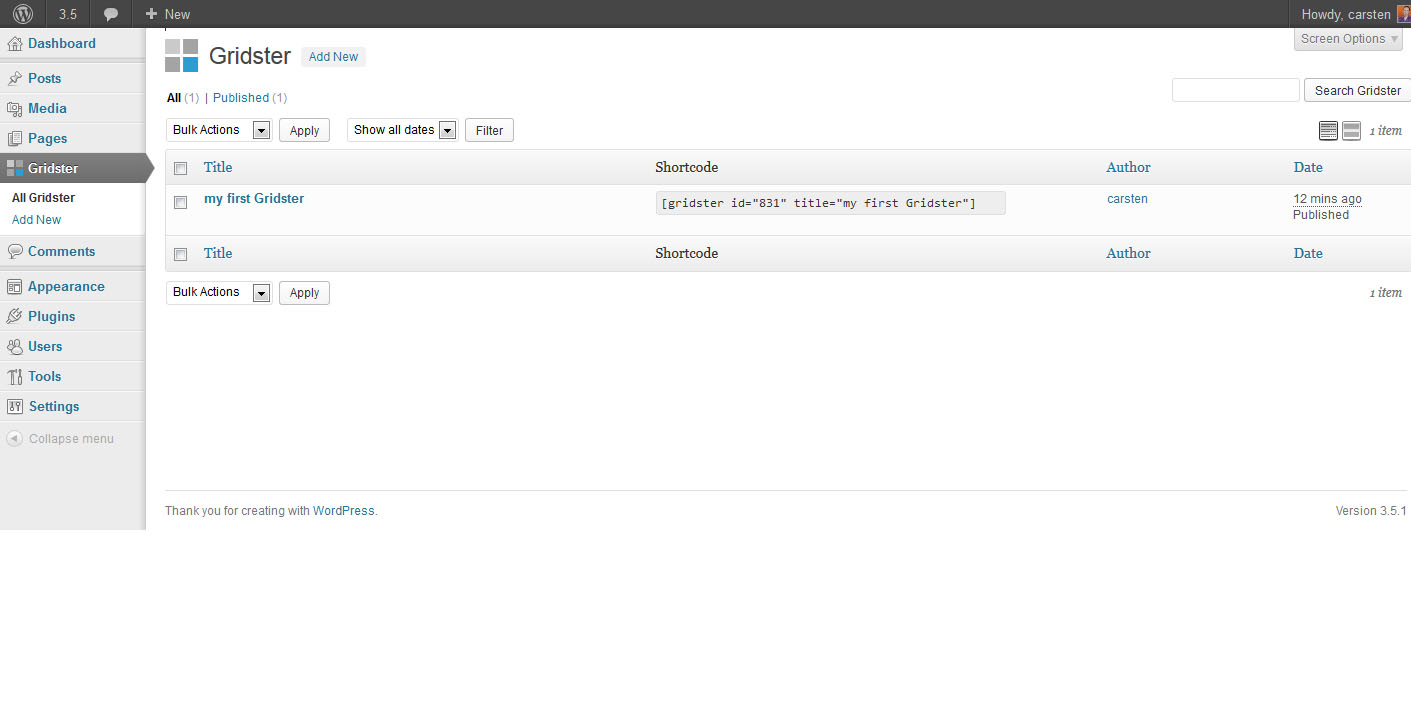 3.5 New Howdy, carsten
Dashboard
Posts
Media
Pages
Gridster
All Gridster
Add New
Comments
Appearance
Plugins
Users
Tools
Settings
Collapse menu
Screen Options
Gridster Add New
All (1) | Published (1)
Search Gridster
Bulk Actions Apply Show all dates Filter 1 item
Title Shortcode Author Date
my first Gridster [gridster id="831" title="my first Gridster"] carsten 12 mins ago
Published
Title Shortcode Author Date
Bulk Actions Apply 1 item
Thank you for creating with WordPress. Version 3.5.1